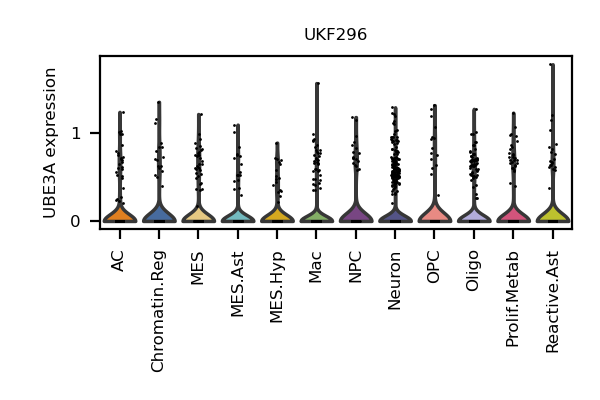 UKF296
UBE3A expression
1
0
AC
Chromatin.Reg
MES
MES.Ast
MES.Hyp
Mac
NPC
Neuron
OPC
Oligo
Prolif.Metab
Reactive.Ast